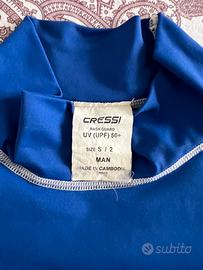 CRESSI
RASH GUARD
UV (UPF) 50+
SIZE S / 2
MAN
MADE IN CAMBODIA
subito